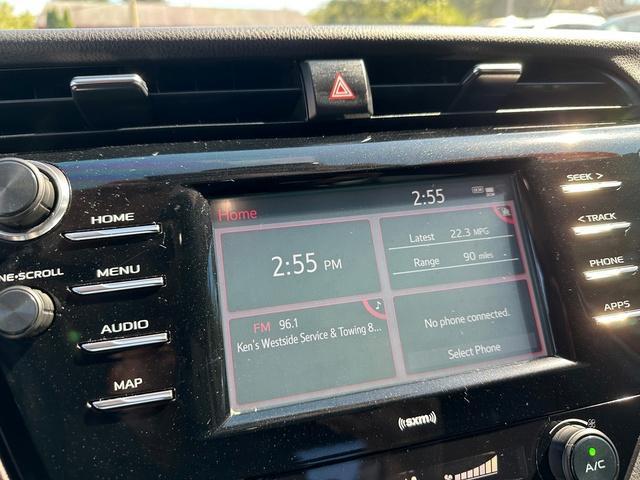 SEEK >
2:55
Home
HOME
< TRACK
Latest 22.3 MPG
2:55 PM
Range 90 miles
NE•SCROLL
MENU
PHONE
FM 96.1
No phone connected.
APPS
AUDIO
Ken's Westside Service & Towing 8...
Select Phone
MAP
sxm
A/C